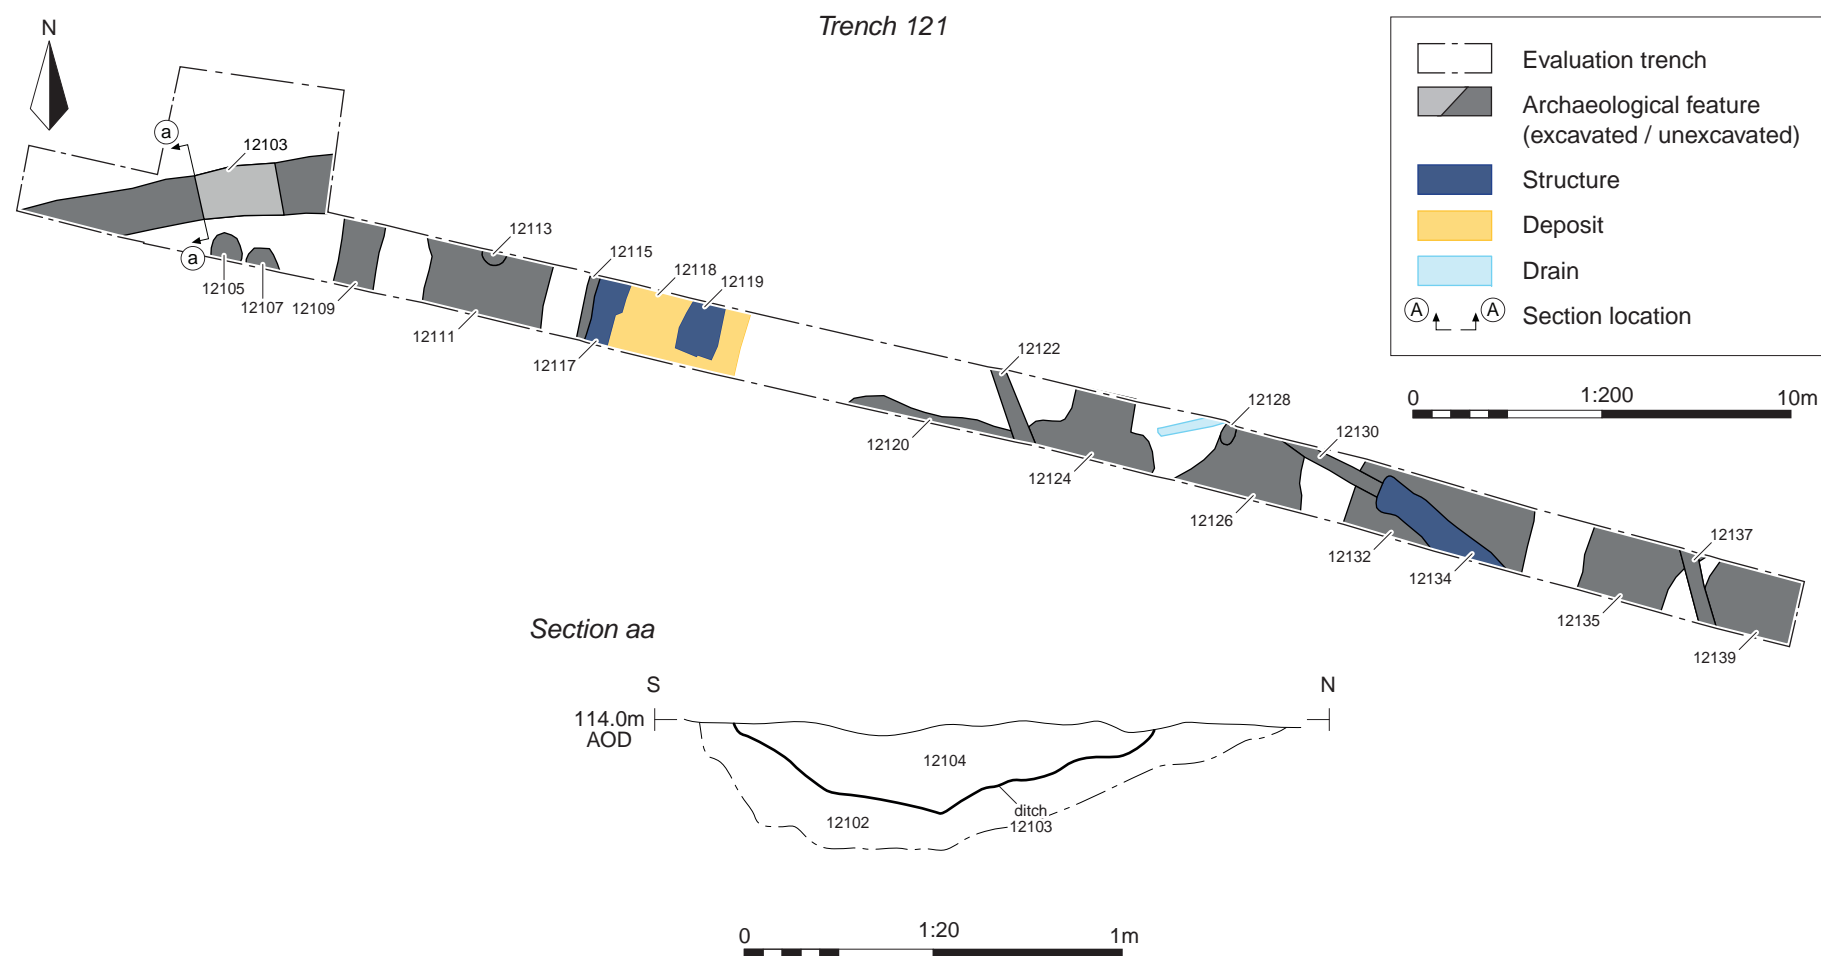 Trench 121
N
a
12103
a
12105
12107
12109
12113
12111
12115
12118
12119
12117
12122
12120
12124
12128
12126
12130
12132
12134
12137
12135
12139
Evaluation trench
Archaeological feature
(excavated / unexcavated)
Structure
Deposit
Drain
A A Section location
0 1:200 10m
Section aa
S N
114.0m
AOD
12104
12102
ditch
12103
0 1:20 1m